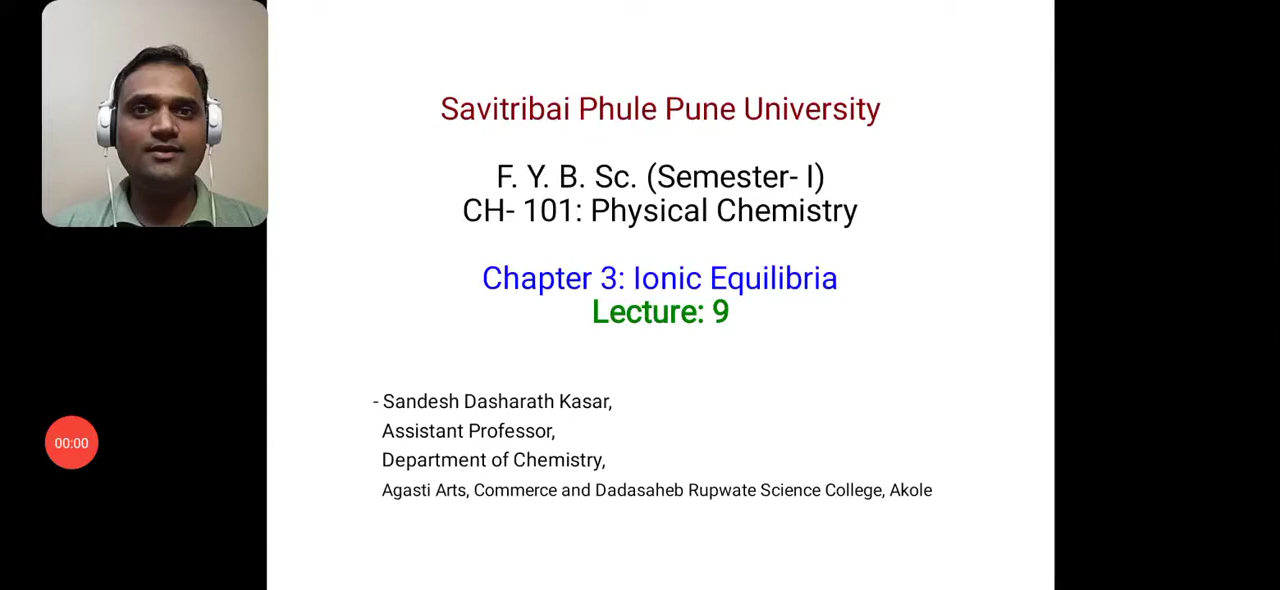 Savitribai Phule Pune University
F. Y. B. Sc. (Semester- I)
CH- 101: Physical Chemistry
Chapter 3: Ionic Equilibria
Lecture: 9
- Sandesh Dasharath Kasar,
Assistant Professor,
00:00
Department of Chemistry,
Agasti Arts, Commerce and Dadasaheb Rupwate Science College, Akole